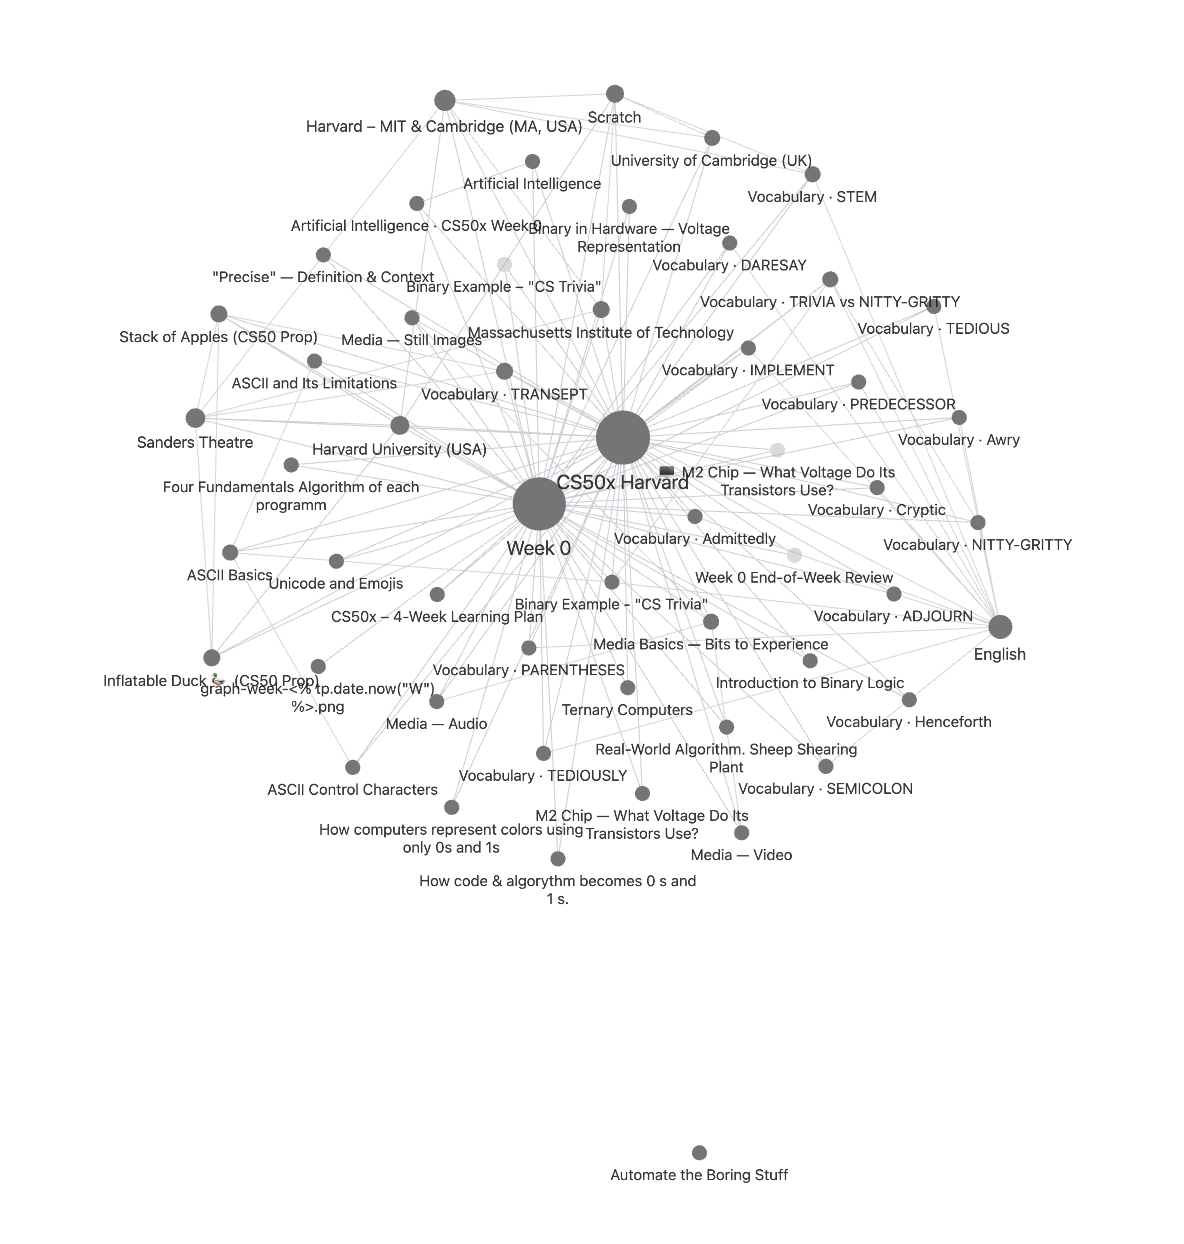 Scratch
Harvard – MIT & Cambridge (MA, USA)
University of Cambridge (UK)
Artificial Intelligence
Vocabulary · STEM
Artificial Intelligence · CS50x Week 0
Binary in Hardware — Voltage
Representation
Vocabulary · DARESAY
"Precise" — Definition & Context
Binary Example – "CS Trivia"
Vocabulary · TRIVIA vs NITTY-GRITTY
Vocabulary · TEDIOUS
Massachusetts Institute of Technology
Stack of Apples (CS50 Prop)
Media — Still Images
Vocabulary · IMPLEMENT
ASCII and Its Limitations
Vocabulary · TRANSEPT
Vocabulary · PREDECESSOR
Vocabulary · Awry
Sanders Theatre
Harvard University (USA)
🖥️ M2 Chip — What Voltage Do Its
Transistors Use?
CS50x Harvard
Four Fundamentals Algorithm of each
programm
Vocabulary · Cryptic
Vocabulary · Admittedly
Vocabulary · NITTY-GRITTY
Week 0
ASCII Basics
Unicode and Emojis
Week 0 End-of-Week Review
Binary Example - "CS Trivia"
CS50x – 4-Week Learning Plan
Vocabulary · ADJOURN
Media Basics — Bits to Experience
English
Vocabulary · PARENTHESES
Inflatable Duck 🦆 (CS50 Prop)
Introduction to Binary Logic
graph-week-<% tp.date.now("W")
%>.png
Ternary Computers
Vocabulary · Henceforth
Media — Audio
Real-World Algorithm. Sheep Shearing
Plant
Vocabulary · TEDIOUSLY
ASCII Control Characters
Vocabulary · SEMICOLON
M2 Chip — What Voltage Do Its
Transistors Use?
How computers represent colors using
only 0s and 1s
Media — Video
How code & algorythm becomes 0 s and
1 s.
Automate the Boring Stuff